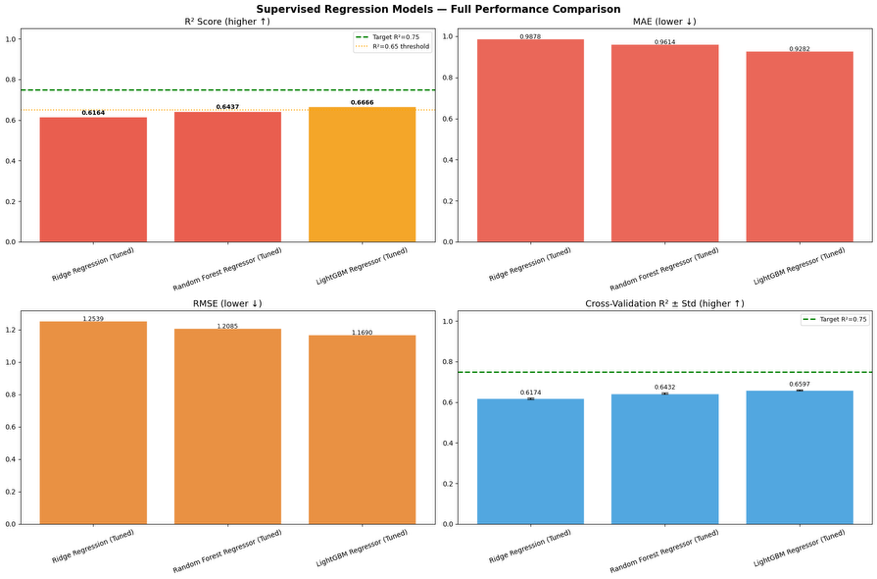 Supervised Regression Models — Full Performance Comparison
R² Score (higher ↑)
1.0
0.8
0.6
0.4
0.2
0.0
Target R²=0.75
R²=0.65 threshold
0.6164
0.6437
0.6666
Ridge Regression (Tuned)
Random Forest Regressor (Tuned)
LightGBM Regressor (Tuned)
MAE (lower ↓)
1.0
0.8
0.6
0.4
0.2
0.0
0.9878
0.9614
0.9282
Ridge Regression (Tuned)
Random Forest Regressor (Tuned)
LightGBM Regressor (Tuned)
RMSE (lower ↓)
1.2
1.0
0.8
0.6
0.4
0.2
0.0
1.2539
1.2085
1.1690
Ridge Regression (Tuned)
Random Forest Regressor (Tuned)
LightGBM Regressor (Tuned)
Cross-Validation R² ± Std (higher ↑)
1.0
0.8
0.6
0.4
0.2
0.0
Target R²=0.75
0.6174
0.6432
0.6597
Ridge Regression (Tuned)
Random Forest Regressor (Tuned)
LightGBM Regressor (Tuned)